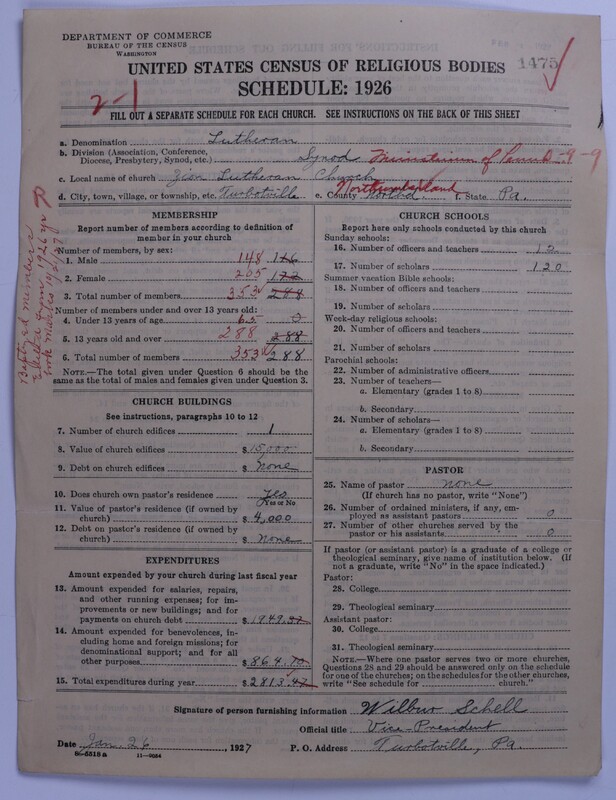 DEPARTMENT OF COMMERCE
BUREAU OF THE CENSUS
WASHINGTON
UNITED STATES CENSUS OF RELIGIOUS BODIES
1475
SCHEDULE: 1926
2-1
FILL OUT A SEPARATE SCHEDULE FOR EACH CHURCH. SEE INSTRUCTIONS ON THE BACK OF THIS SHEET
a. Denomination Lutheran
b. Division (Association, Conference, Diocese, Presbytery, Synod, etc.) Synod Ministerium of Penna 9-9
c. Local name of church Zion Lutheran Church
d. City, town, village, or township, etc. Turbotville e. County Northumberland f. State Pa.
MEMBERSHIP
Report number of members according to definition of member in your church
Number of members, by sex:
1. Male 148 116
2. Female 205 172
3. Total number of members 353 288
Number of members under and over 13 years old:
4. Under 13 years of age 65 0
5. 13 years old and over 288 288
6. Total number of members 353 288
NOTE.—The total given under Question 6 should be the same as the total of males and females given under Question 3.
CHURCH BUILDINGS
See instructions, paragraphs 10 to 12
7. Number of church edifices 1
8. Value of church edifices $ 15,000
9. Debt on church edifices $ none
10. Does church own pastor's residence Yes
Yes or No
11. Value of pastor's residence (if owned by church) $ 4,000
12. Debt on pastor's residence (if owned by church) $ none
EXPENDITURES
Amount expended by your church during last fiscal year
13. Amount expended for salaries, repairs, and other running expenses; for improvements or new buildings; and for payments on church debt $ 1949.
14. Amount expended for benevolences, including home and foreign missions; for denominational support; and for all other purposes $ 864.70
15. Total expenditures during year $ 2813.47
CHURCH SCHOOLS
Report here only schools conducted by this church
Sunday schools:
16. Number of officers and teachers 12
17. Number of scholars 120
Summer vacation Bible schools:
18. Number of officers and teachers
19. Number of scholars
Week-day religious schools:
20. Number of officers and teachers
21. Number of scholars
Parochial schools:
22. Number of administrative officers
23. Number of teachers—
a. Elementary (grades 1 to 8)
b. Secondary
24. Number of scholars—
a. Elementary (grades 1 to 8)
b. Secondary
PASTOR
25. Name of pastor none
(If church has no pastor, write "None")
26. Number of ordained ministers, if any, employed as assistant pastors 0
27. Number of other churches served by the pastor or his assistants 0
If pastor (or assistant pastor) is a graduate of a college or theological seminary, give name of institution below. (If not a graduate, write "No" in the space indicated.)
Pastor:
28. College
29. Theological seminary
Assistant pastor:
30. College
31. Theological seminary
NOTE.—Where one pastor serves two or more churches, Questions 28 and 29 should be answered only on the schedule for one of the churches; on the schedules for the other churches, write "See schedule for church."
Signature of person furnishing information Wilbur Schell
Official title Vice-President
Date Jan. 26, 1927 P. O. Address Turbotville, Pa.
11—2084
Baptized members